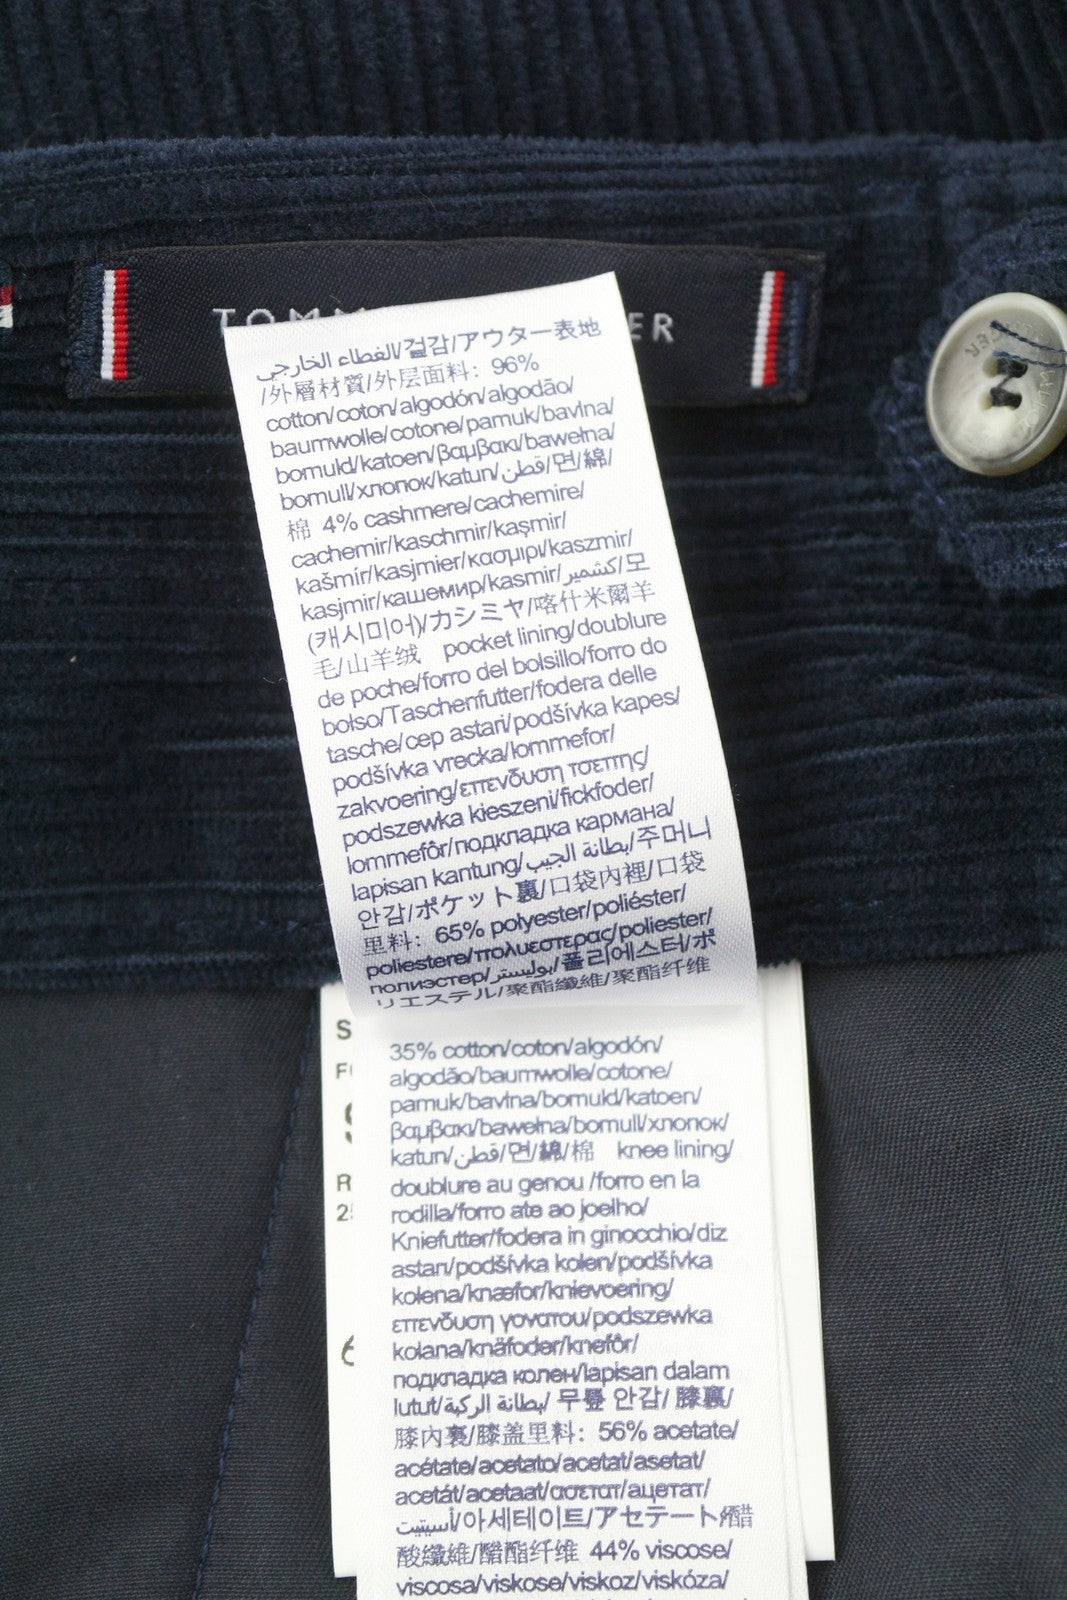 الغطاء الخارجي/겉감/アウター表地
/外層材質/外层面料: 96%
cotton/coton/algodón/algodão/
baumwolle/cotone/pamuk/bavlna/
bomuld/katoen/βαμβακι/bawełna/
bomull/хлопок/katun/قطن/면/綿/
棉 4% cashmere/cachemire/
cachemir/kaschmir/kaşmir/
kašmír/kasjmier/κασμιρι/kaszmir/
kasjmir/кашемир/kasmir/كشمير/모
(캐시미어)/カシミヤ/喀什米爾羊
毛/山羊绒 pocket lining/doublure
de poche/forro del bolsillo/forro do
bolso/Taschenfutter/fodera delle
tasche/cep astari/podšívka kapes/
podšívka vrecka/lommefor/
zakvoering/επενδυση τσεπης/
podszewka kieszeni/fickfoder/
lommefôr/подкладка кармана/
lapisan kantung/بطانة الجيب/주머니
안감/ポケット裏/口袋內裡/口袋
里料: 65% polyester/poliéster/
poliestere/πολυεστερας/poliester/
полиэстер/بوليستر/폴리에스터/ポ
リエステル/聚酯纖維/聚酯纤维
35% cotton/coton/algodón/
algodão/baumwolle/cotone/
pamuk/bavlna/bomuld/katoen/
βαμβακι/bawełna/bomull/хлопок/
katun/قطن/면/綿/棉 knee lining/
doublure au genou /forro en la
rodilla/forro ate ao joelho/
Kniefutter/fodera in ginocchio/diz
astarı/podšívka kolen/podšívka
kolena/knæfor/knievoering/
επενδυση γονατου/podszewka
kolana/knäfoder/knefôr/
подкладка колен/lapisan dalam
lutut/بطانة الركبة/ 무릎 안감/ 膝裏/
膝內裏/膝盖里料: 56% acetate/
acétate/acetato/acetat/asetat/
acetát/acetaat/ασετατ/ацетат/
أسيتيت/아세테이트/アセテート/醋
酸纖維/醋酯纤维 44% viscose/
viscosa/viskose/viskoz/viskóza/